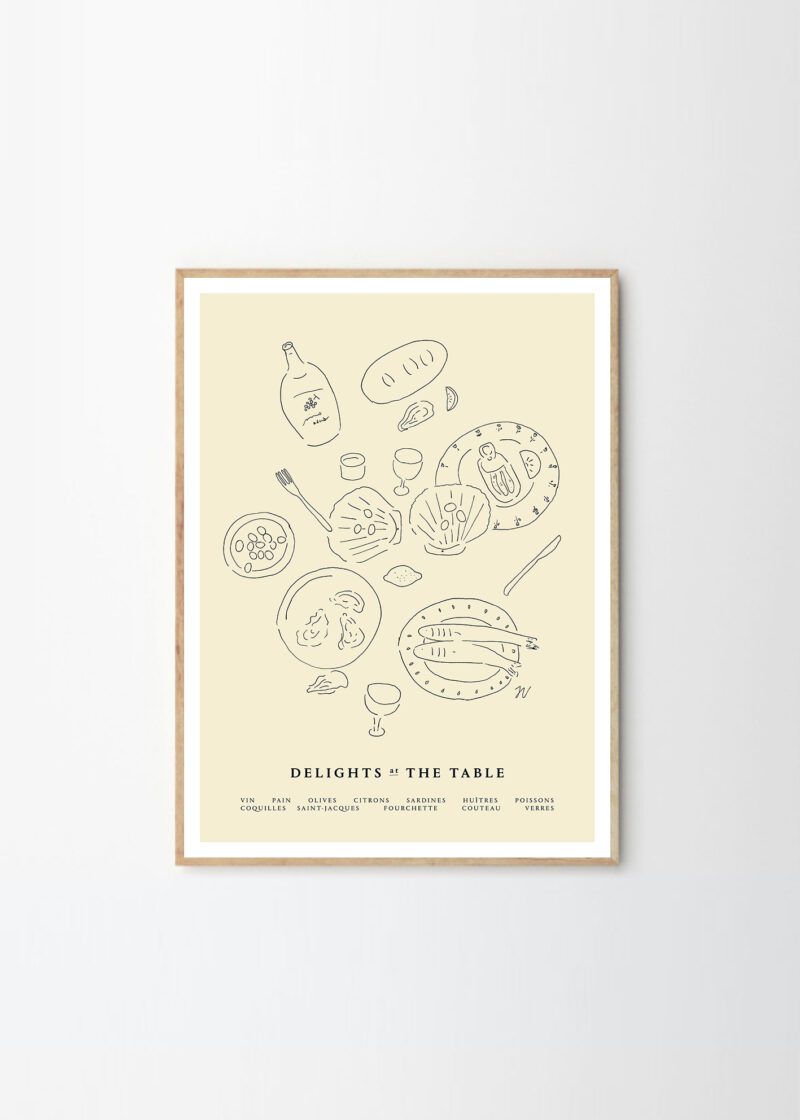 DELIGHTS at THE TABLE
VIN PAIN OLIVES CITRONS SARDINES HUÎTRES POISSONS
COQUILLES SAINT-JACQUES FOURCHETTE COUTEAU VERRES